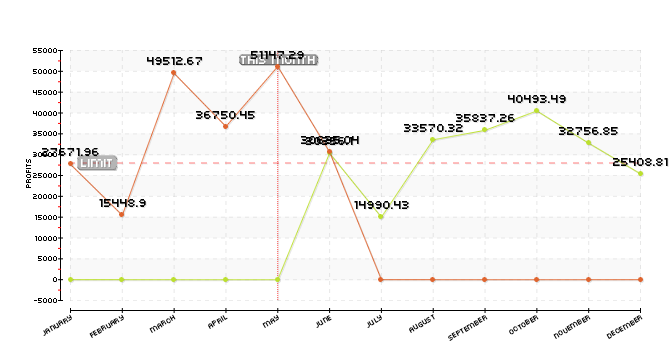 55000
50000
45000
40000
35000
30000
25000
20000
15000
10000
5000
0
-5000
PROFITS
51147.29
THIS MONTH
49512.67
40493.49
36750.45
35837.26
33570.32
32756.85
LIMIT
25408.81
15448.9
14990.43
JANUARY
FEBRUARY
MARCH
APRIL
MAY
JUNE
JULY
AUGUST
SEPTEMBER
OCTOBER
NOVEMBER
DECEMBER